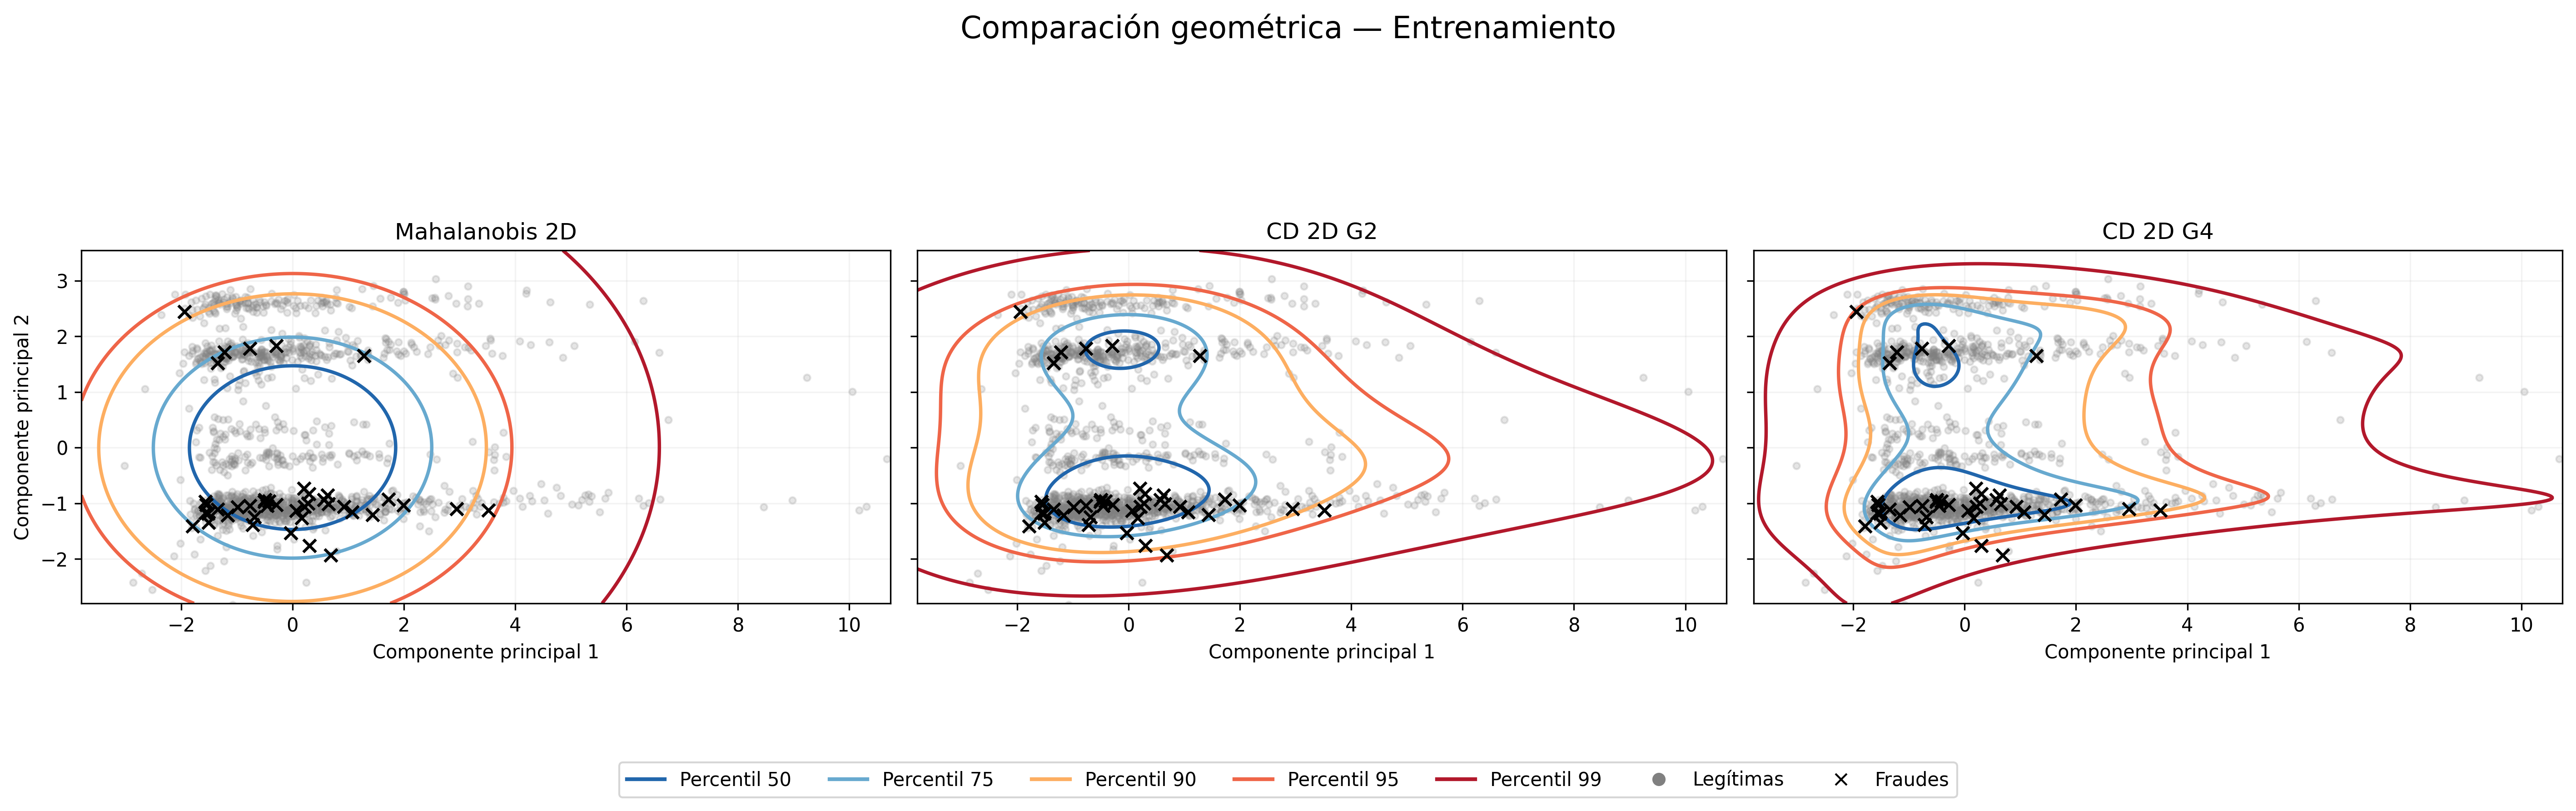 Comparación geométrica — Entrenamiento
Mahalanobis 2D
CD 2D G2
CD 2D G4
Componente principal 2
3
2
1
0
−1
−2
−2 0 2 4 6 8 10
−2 0 2 4 6 8 10
−2 0 2 4 6 8 10
Componente principal 1
Componente principal 1
Componente principal 1
Percentil 50 Percentil 75 Percentil 90 Percentil 95 Percentil 99 Legítimas Fraudes